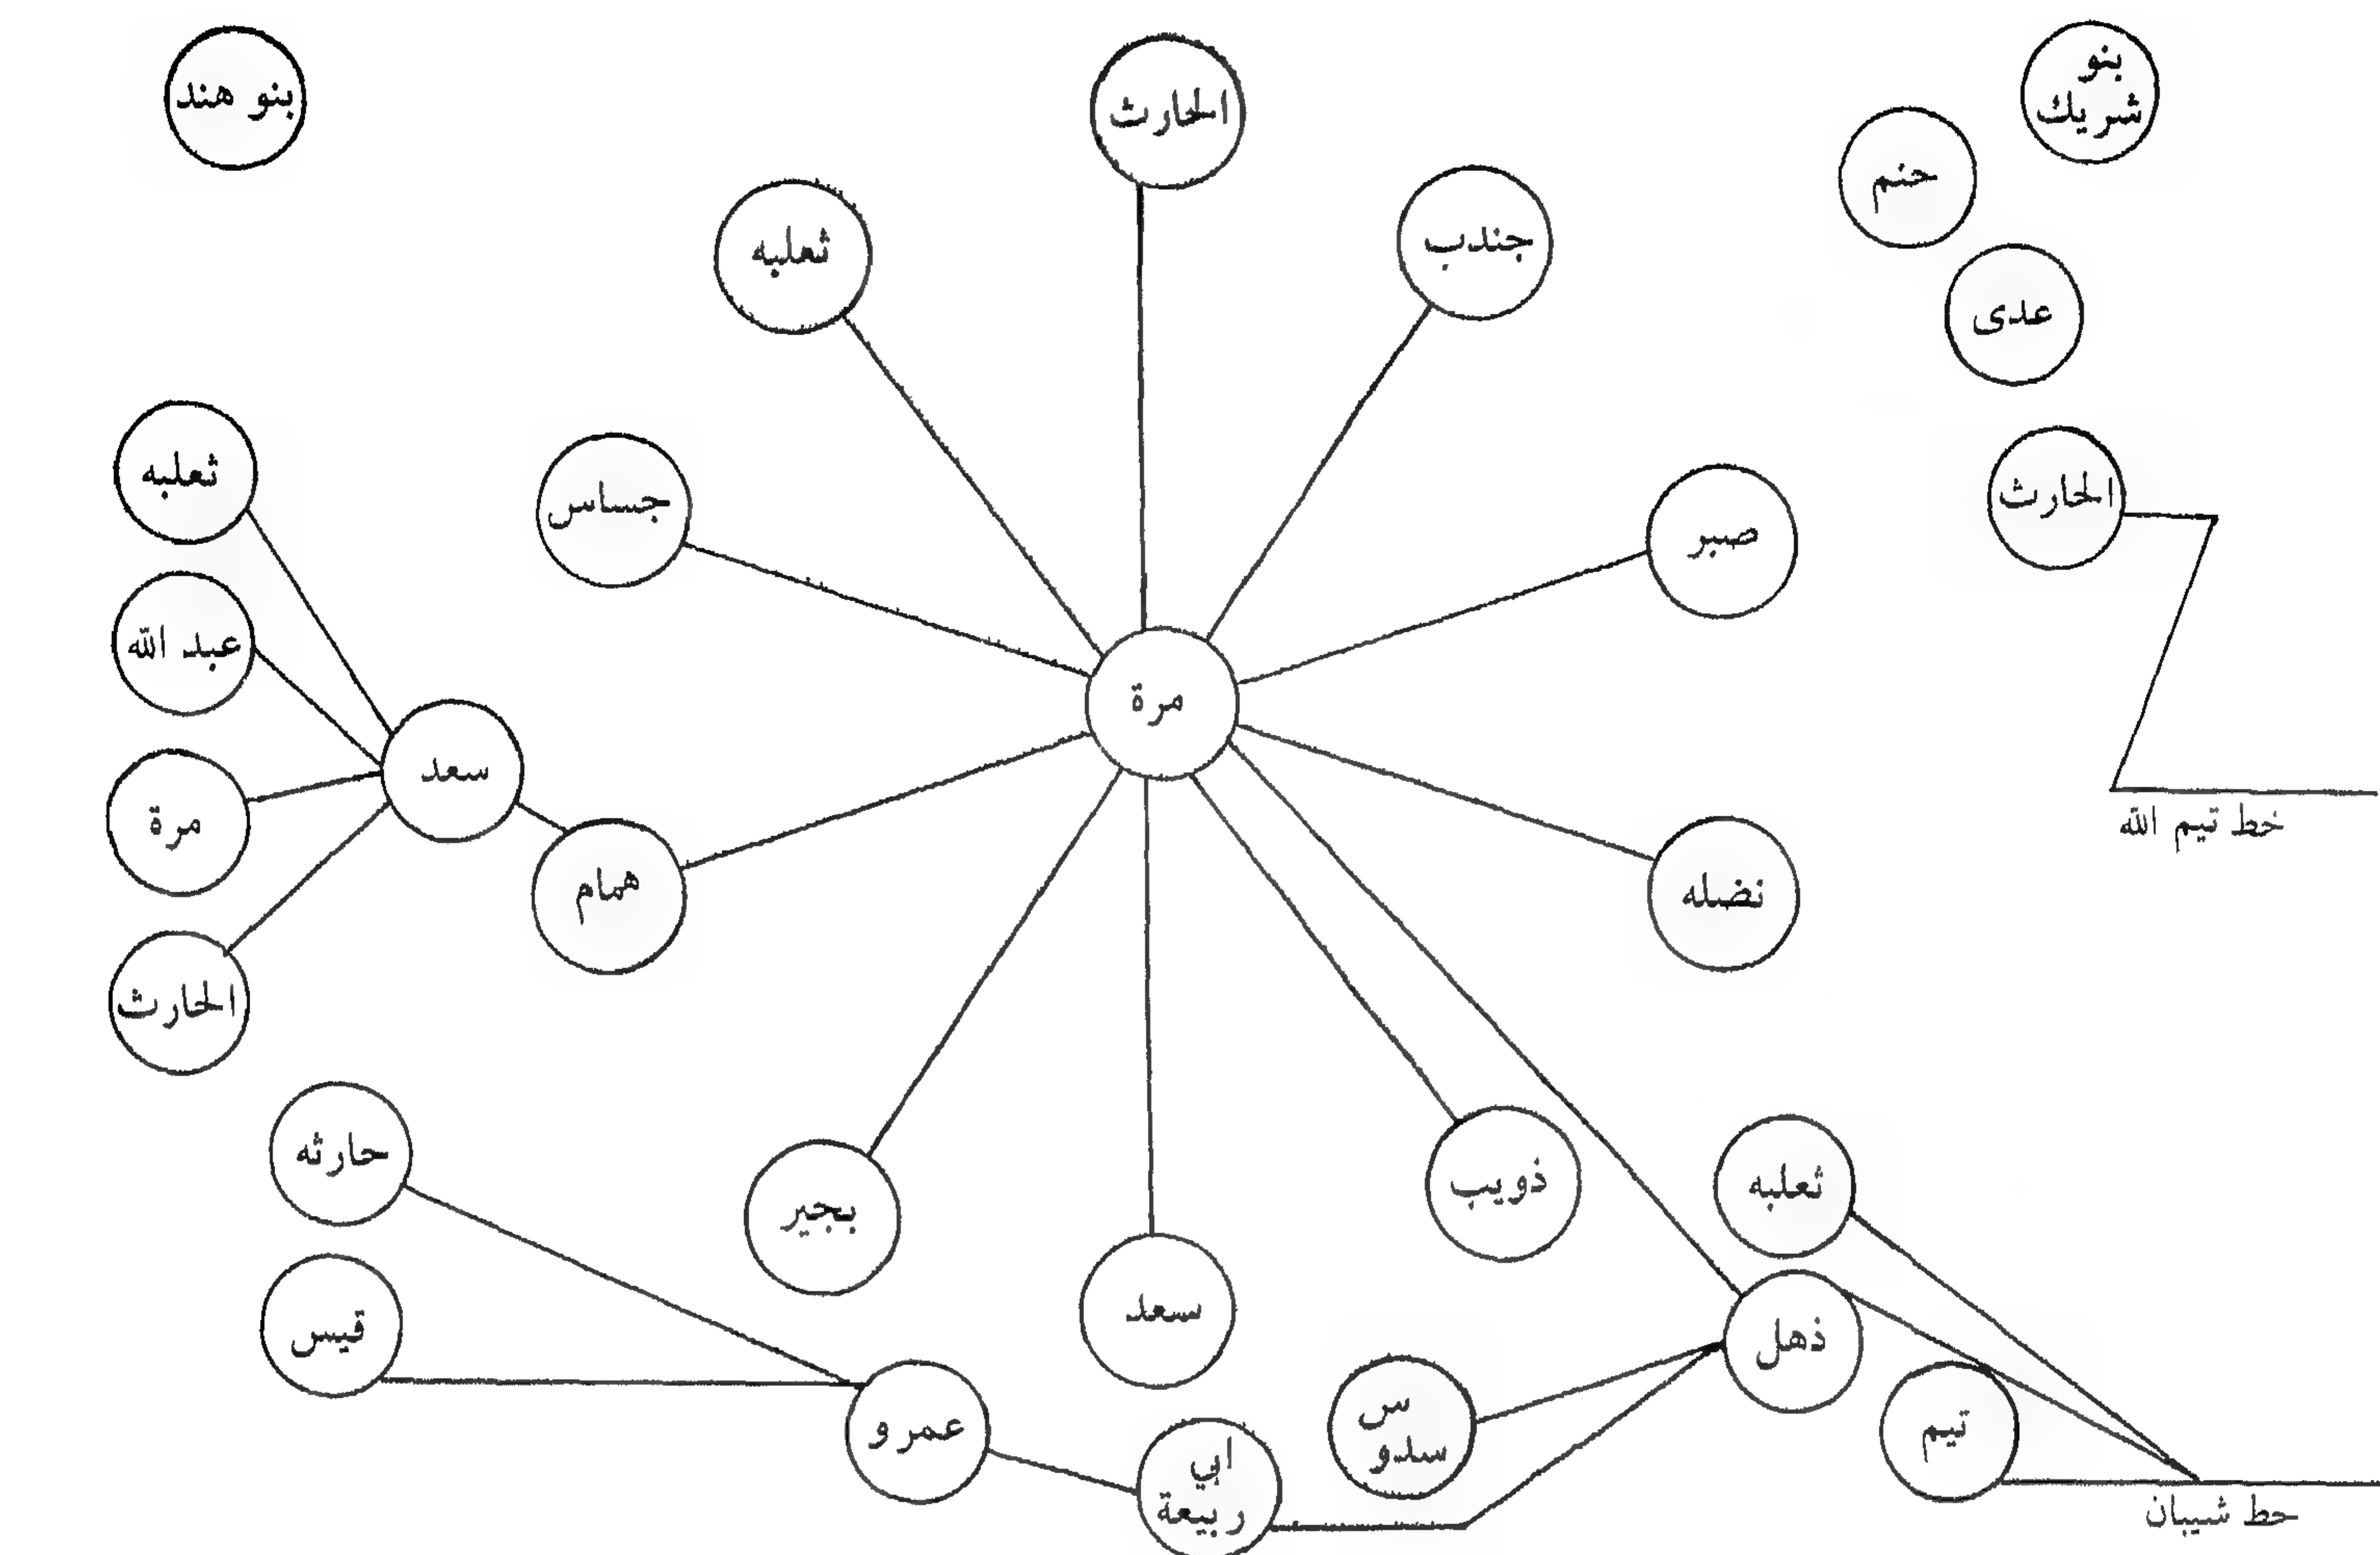 بنو
شريك
حنم
عدى
الحارث
بنو هند
الحارث
جندب
ثعلبه
صبر
جساس
مرة
نضله
همام
سعد
ثعلبه
عبد الله
مرة
الحارث
خط تيم الله
ذويب
سعد
بجير
ثعلبه
ذهل
تيم
خط شيبان
س
سدو
ابي
ربيعة
عمرو
حارثه
قيس